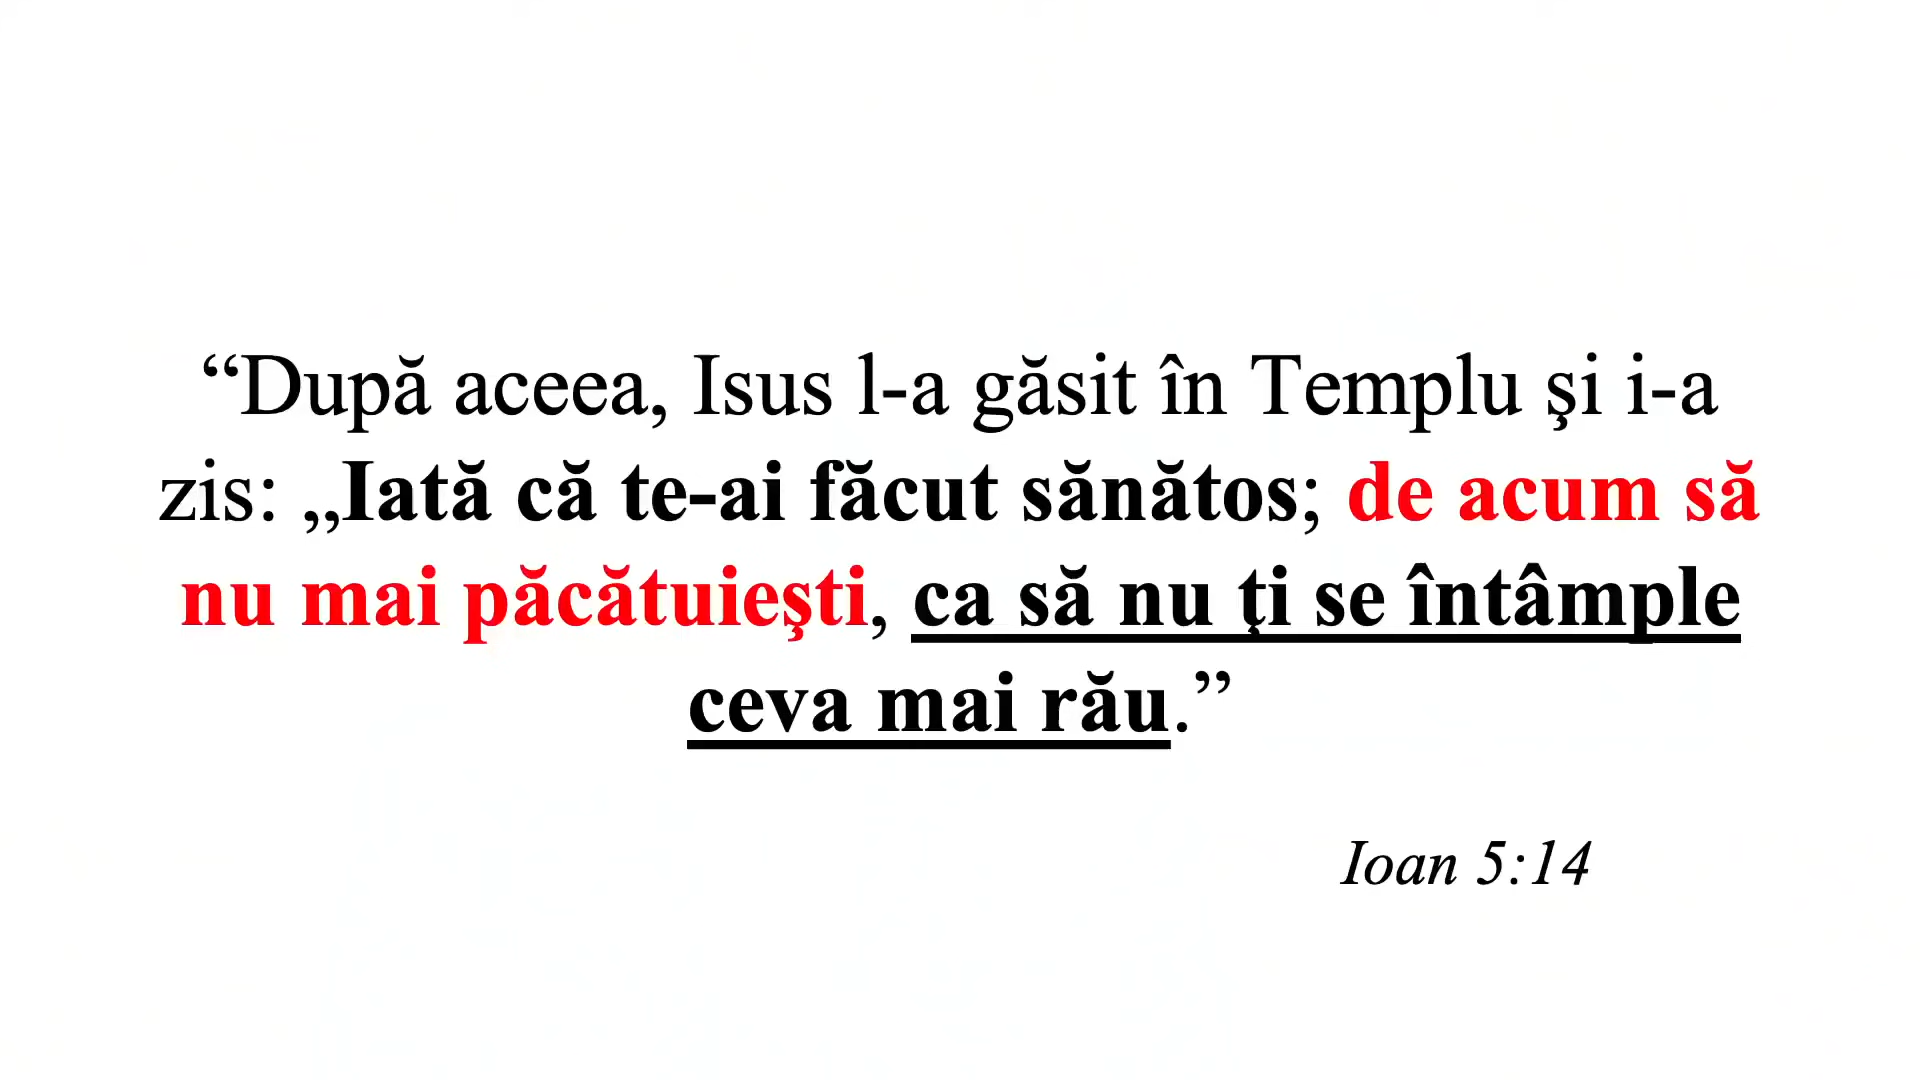 “După aceea, Isus l-a găsit în Templu şi i-a
zis: „Iată că te-ai făcut sănătos; de acum să
nu mai păcătuieşti, ca să nu ţi se întâmple
ceva mai rău.”
Ioan 5:14